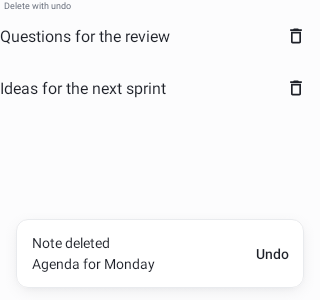 Delete with undo
Questions for the review
Ideas for the next sprint
Note deleted
Agenda for Monday
Undo